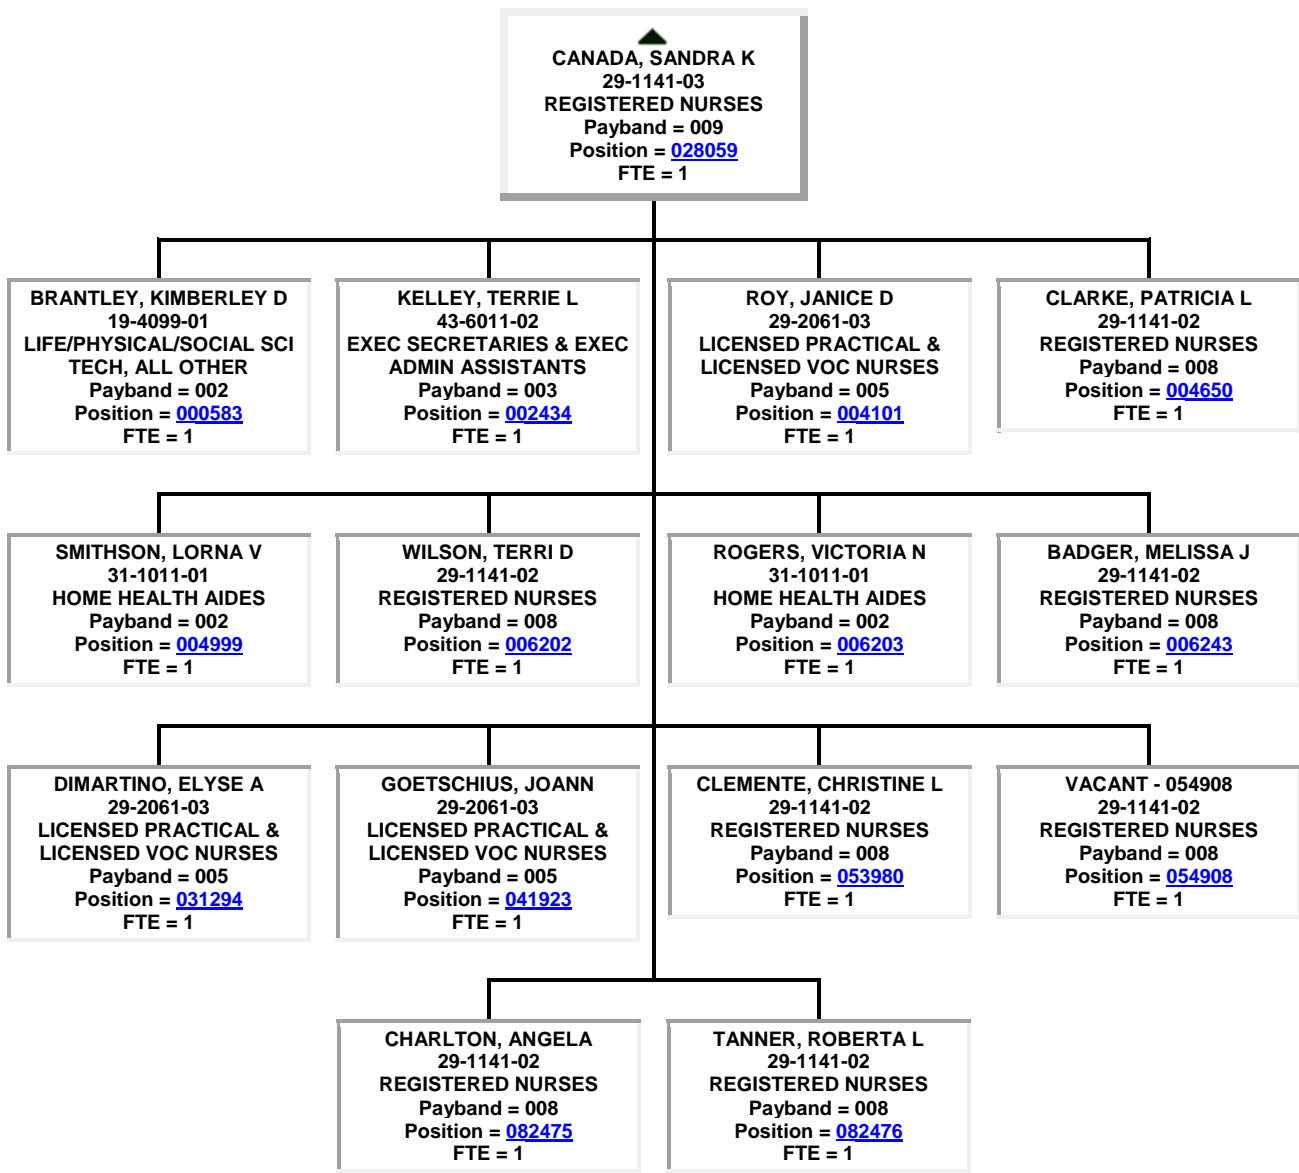 CANADA, SANDRA K
29-1141-03
REGISTERED NURSES
Payband = 009
Position = 028059
FTE = 1
BRANTLEY, KIMBERLEY D
19-4099-01
LIFE/PHYSICAL/SOCIAL SCI
TECH, ALL OTHER
Payband = 002
Position = 000583
FTE = 1
KELLEY, TERRIE L
43-6011-02
EXEC SECRETARIES & EXEC
ADMIN ASSISTANTS
Payband = 003
Position = 002434
FTE = 1
ROY, JANICE D
29-2061-03
LICENSED PRACTICAL &
LICENSED VOC NURSES
Payband = 005
Position = 004101
FTE = 1
CLARKE, PATRICIA L
29-1141-02
REGISTERED NURSES
Payband = 008
Position = 004650
FTE = 1
SMITHSON, LORNA V
31-1011-01
HOME HEALTH AIDES
Payband = 002
Position = 004999
FTE = 1
WILSON, TERRI D
29-1141-02
REGISTERED NURSES
Payband = 008
Position = 006202
FTE = 1
ROGERS, VICTORIA N
31-1011-01
HOME HEALTH AIDES
Payband = 002
Position = 006203
FTE = 1
BADGER, MELISSA J
29-1141-02
REGISTERED NURSES
Payband = 008
Position = 006243
FTE = 1
DIMARTINO, ELYSE A
29-2061-03
LICENSED PRACTICAL &
LICENSED VOC NURSES
Payband = 005
Position = 031294
FTE = 1
GOETSCHIUS, JOANN
29-2061-03
LICENSED PRACTICAL &
LICENSED VOC NURSES
Payband = 005
Position = 041923
FTE = 1
CLEMENTE, CHRISTINE L
29-1141-02
REGISTERED NURSES
Payband = 008
Position = 053980
FTE = 1
VACANT - 054908
29-1141-02
REGISTERED NURSES
Payband = 008
Position = 054908
FTE = 1
CHARLTON, ANGELA
29-1141-02
REGISTERED NURSES
Payband = 008
Position = 082475
FTE = 1
TANNER, ROBERTA L
29-1141-02
REGISTERED NURSES
Payband = 008
Position = 082476
FTE = 1